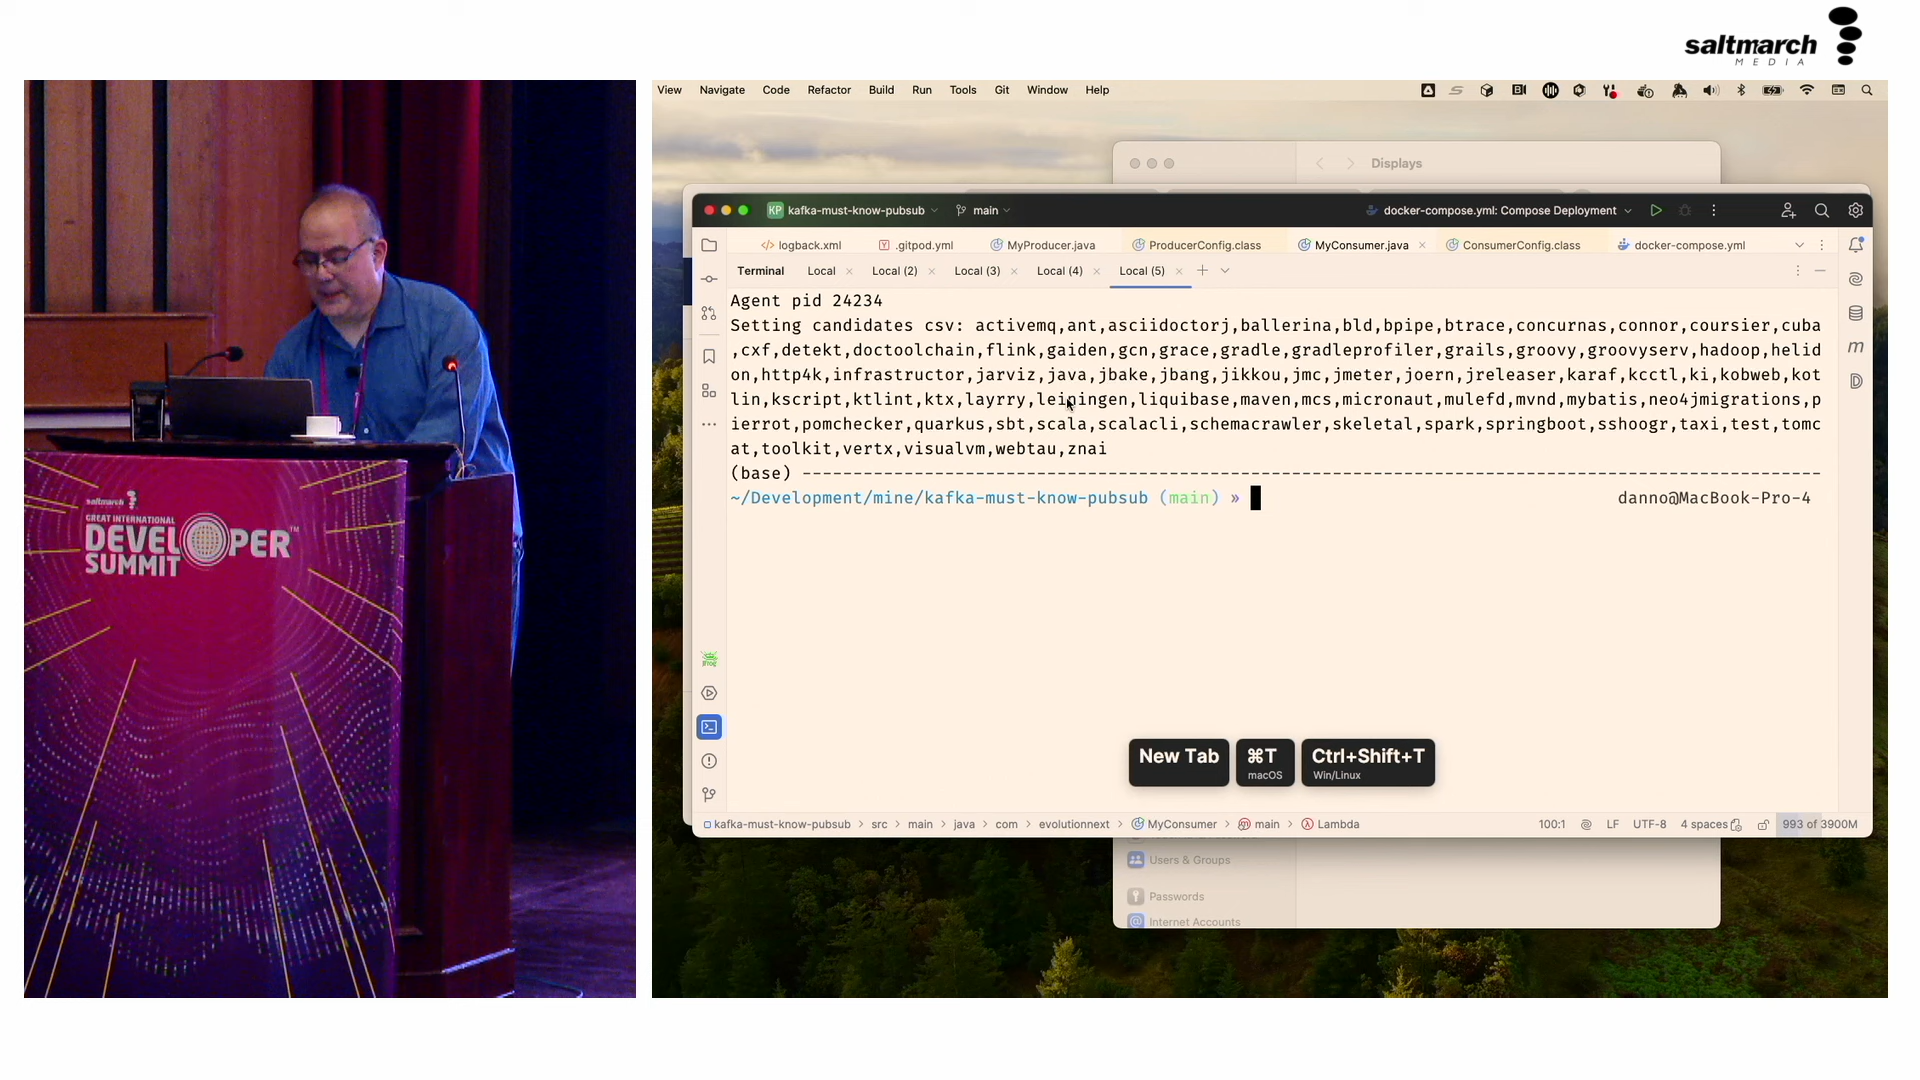 saltmarch
MEDIA
View Navigate Code Refactor Build Run Tools Git Window Help
Displays
KP kafka-must-know-pubsub main docker-compose.yml: Compose Deployment
logback.xml .gitpod.yml MyProducer.java ProducerConfig.class MyConsumer.java ConsumerConfig.class docker-compose.yml
Terminal Local Local (2) Local (3) Local (4) Local (5)
Agent pid 24234
Setting candidates csv: activemq,ant,asciidoctorj,ballerina,bld,bpipe,btrace,concurnas,connor,coursier,cuba
,cxf,detekt,doctoolchain,flink,gaiden,gcn,grace,gradle,gradleprofiler,grails,groovy,groovyserv,hadoop,helid
on,http4k,infrastructor,jarviz,java,jbake,jbang,jikkou,jmc,jmeter,joern,jreleaser,karaf,kcctl,ki,kobweb,kot
lin,kscript,ktlint,ktx,layrry,leiningen,liquibase,maven,mcs,micronaut,mulefd,mvnd,mybatis,neo4jmigrations,p
ierrot,pomchecker,quarkus,sbt,scala,scalacli,schemacrawler,skeletal,spark,springboot,sshoogr,taxi,test,tomc
at,toolkit,vertx,visualvm,webtau,znai
(base) ----------------------------------------------------------------------------------------------------
~/Development/mine/kafka-must-know-pubsub (main) » danno@MacBook-Pro-4
New Tab ⌘T Ctrl+Shift+T
macOS Win/Linux
kafka-must-know-pubsub > src > main > java > com > evolutionnext > MyConsumer > main > Lambda 100:1 LF UTF-8 4 spaces 993 of 3900M
Users & Groups
Passwords
Internet Accounts
saltmarch
GREAT INTERNATIONAL
DEVELOPER™
SUMMIT